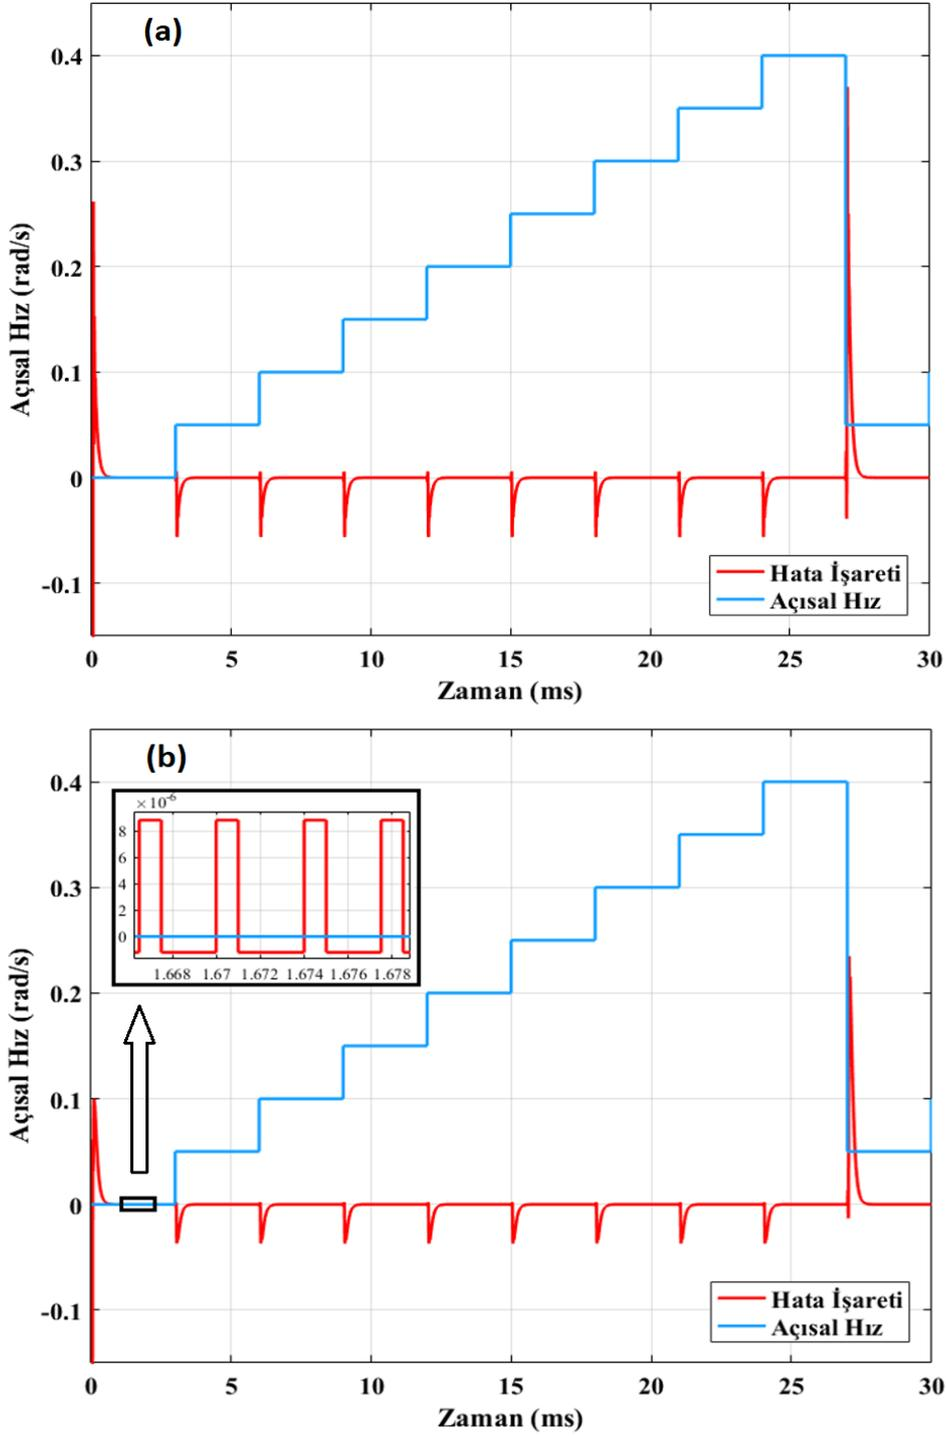 (a)
0.4
0.3
0.2
0.1
0
-0.1
Açısal Hız (rad/s)
Hata İşareti
Açısal Hız
0 5 10 15 20 25 30
Zaman (ms)
(b)
0.4
0.3
0.2
0.1
0
-0.1
Açısal Hız (rad/s)
×10⁻⁶
8
6
4
2
0
1.668 1.67 1.672 1.674 1.676 1.678
Hata İşareti
Açısal Hız
0 5 10 15 20 25 30
Zaman (ms)